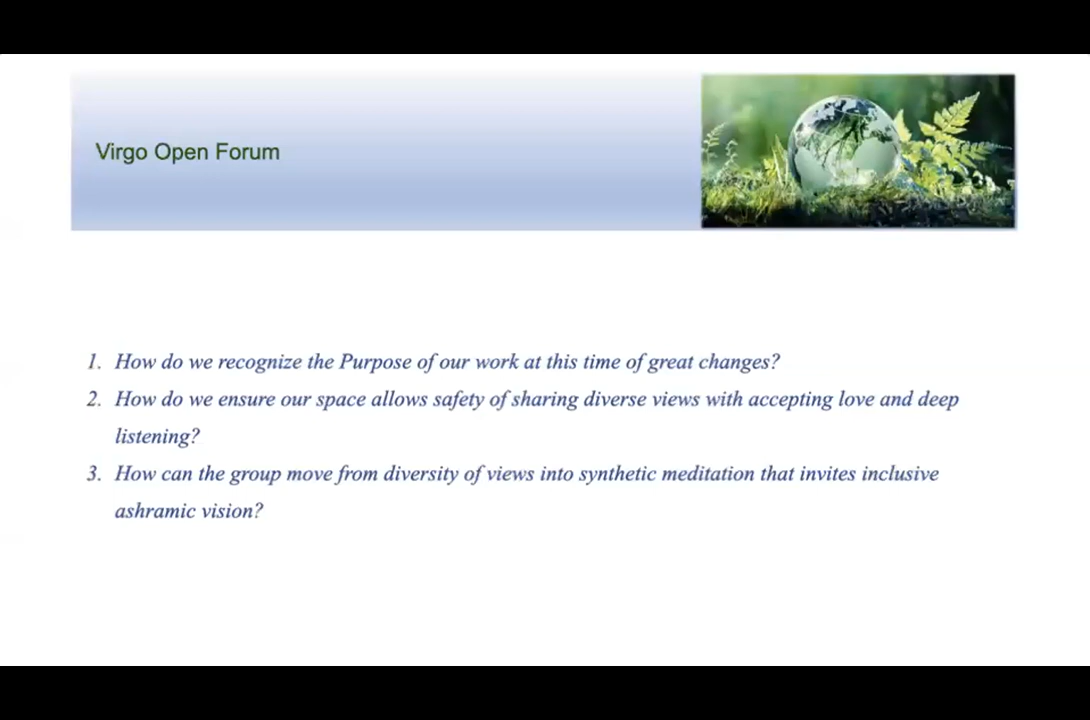 Virgo Open Forum
1. How do we recognize the Purpose of our work at this time of great changes?
2. How do we ensure our space allows safety of sharing diverse views with accepting love and deep
listening?
3. How can the group move from diversity of views into synthetic meditation that invites inclusive
ashramic vision?